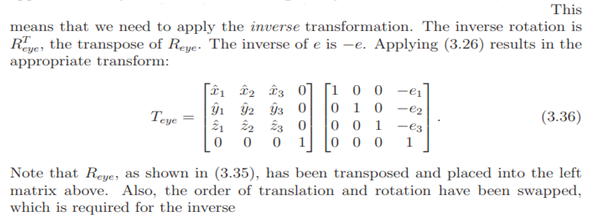 This
means that we need to apply the inverse transformation. The inverse rotation is
R_{eye}^T, the transpose of R_{eye}. The inverse of e is −e. Applying (3.26) results in the
appropriate transform:
T_{eye} = \begin{bmatrix} \hat{x}_1 & \hat{x}_2 & \hat{x}_3 & 0 \\ \hat{y}_1 & \hat{y}_2 & \hat{y}_3 & 0 \\ \hat{z}_1 & \hat{z}_2 & \hat{z}_3 & 0 \\ 0 & 0 & 0 & 1 \end{bmatrix} \begin{bmatrix} 1 & 0 & 0 & -e_1 \\ 0 & 1 & 0 & -e_2 \\ 0 & 0 & 1 & -e_3 \\ 0 & 0 & 0 & 1 \end{bmatrix}. (3.36)
Note that R_{eye}, as shown in (3.35), has been transposed and placed into the left
matrix above. Also, the order of translation and rotation have been swapped,
which is required for the inverse